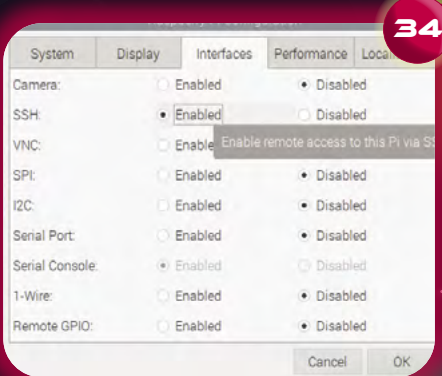 34
System Display Interfaces Performance
Camera: Enabled Disabled
SSH: Enabled Disabled
VNC: Enable
Enable remote access to this Pi via
SPI: Enabled Disabled
I2C: Enabled Disabled
Serial Port: Enabled Disabled
Serial Console: Enabled Disabled
1-Wire: Enabled Disabled
Remote GPIO: Enabled Disabled
Cancel OK